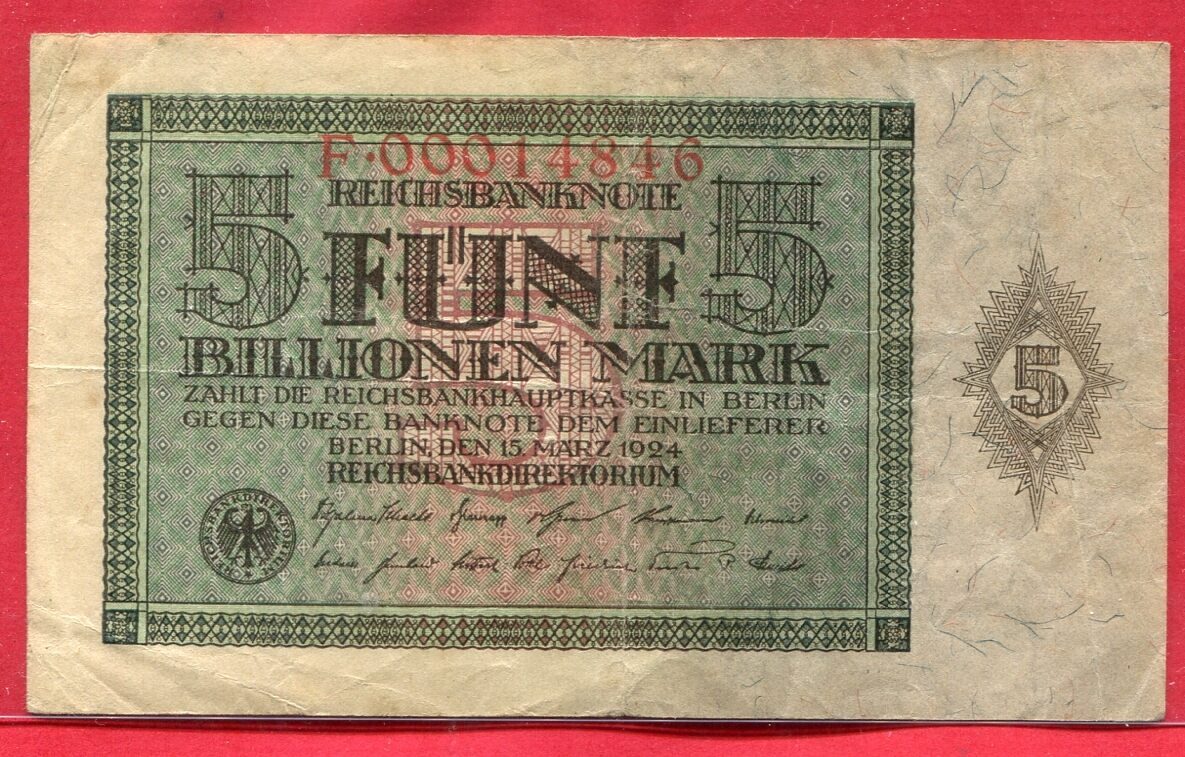 F·00014846
REICHSBANKNOTE
5 FÜNF 5
BILLIONEN MARK
ZAHLT DIE REICHSBANKHAUPTKASSE IN BERLIN
GEGEN DIESE BANKNOTE DEM EINLIEFERER
BERLIN, DEN 15. MÄRZ 1924
REICHSBANKDIREKTORIUM
5